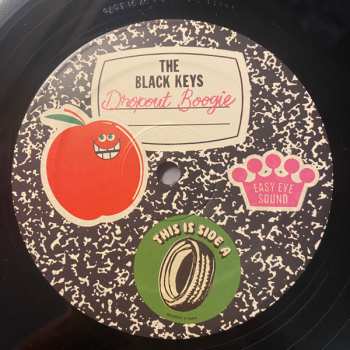 THE
BLACK KEYS
Dropout Boogie
EASY EYE
SOUND
THIS IS SIDE A